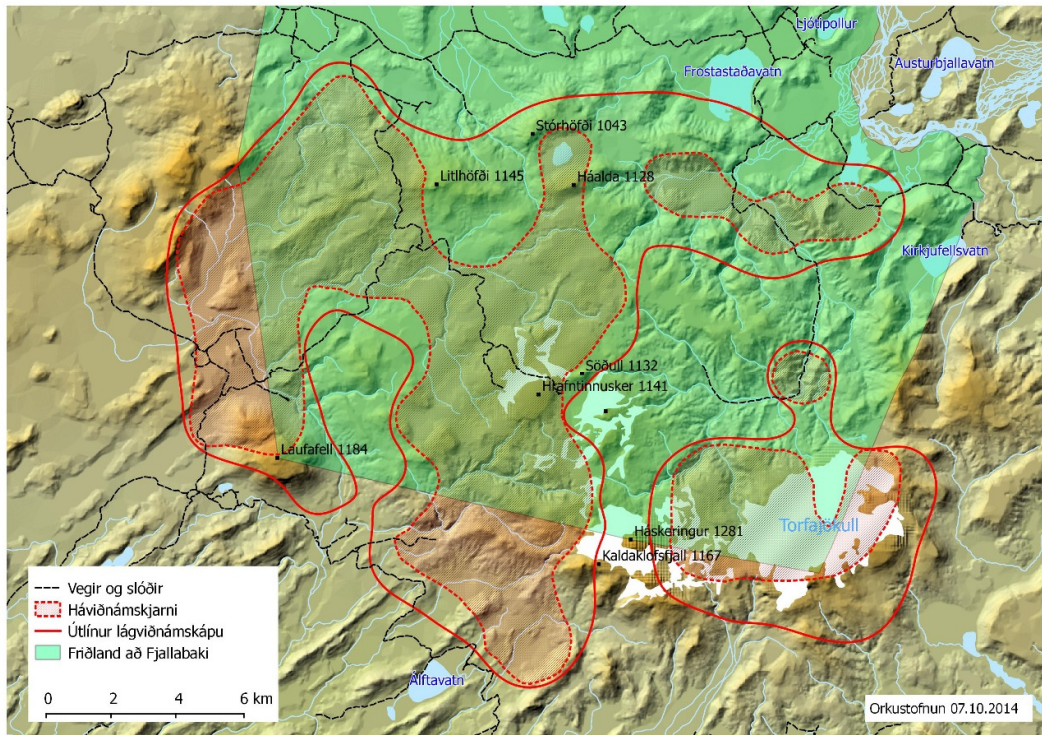 Ljótipollur
Frostastaðavatn
Austurbjallavatn
Stórhöfði 1043
Litlhöfði 1145
Háalda 1128
Kirkjufellsvatn
Söðull 1132
Hrafntinnusker 1141
Laufafell 1184
Torfajökull
Háskerðingur 1281
Kaldaklofsfjall 1167
Álftavatn
Vegir og slóðir
Háviðnámskjarni
Útlínur lágviðnámskápu
Friðland að Fjallabaki
0 2 4 6 km
Orkustofnun 07.10.2014